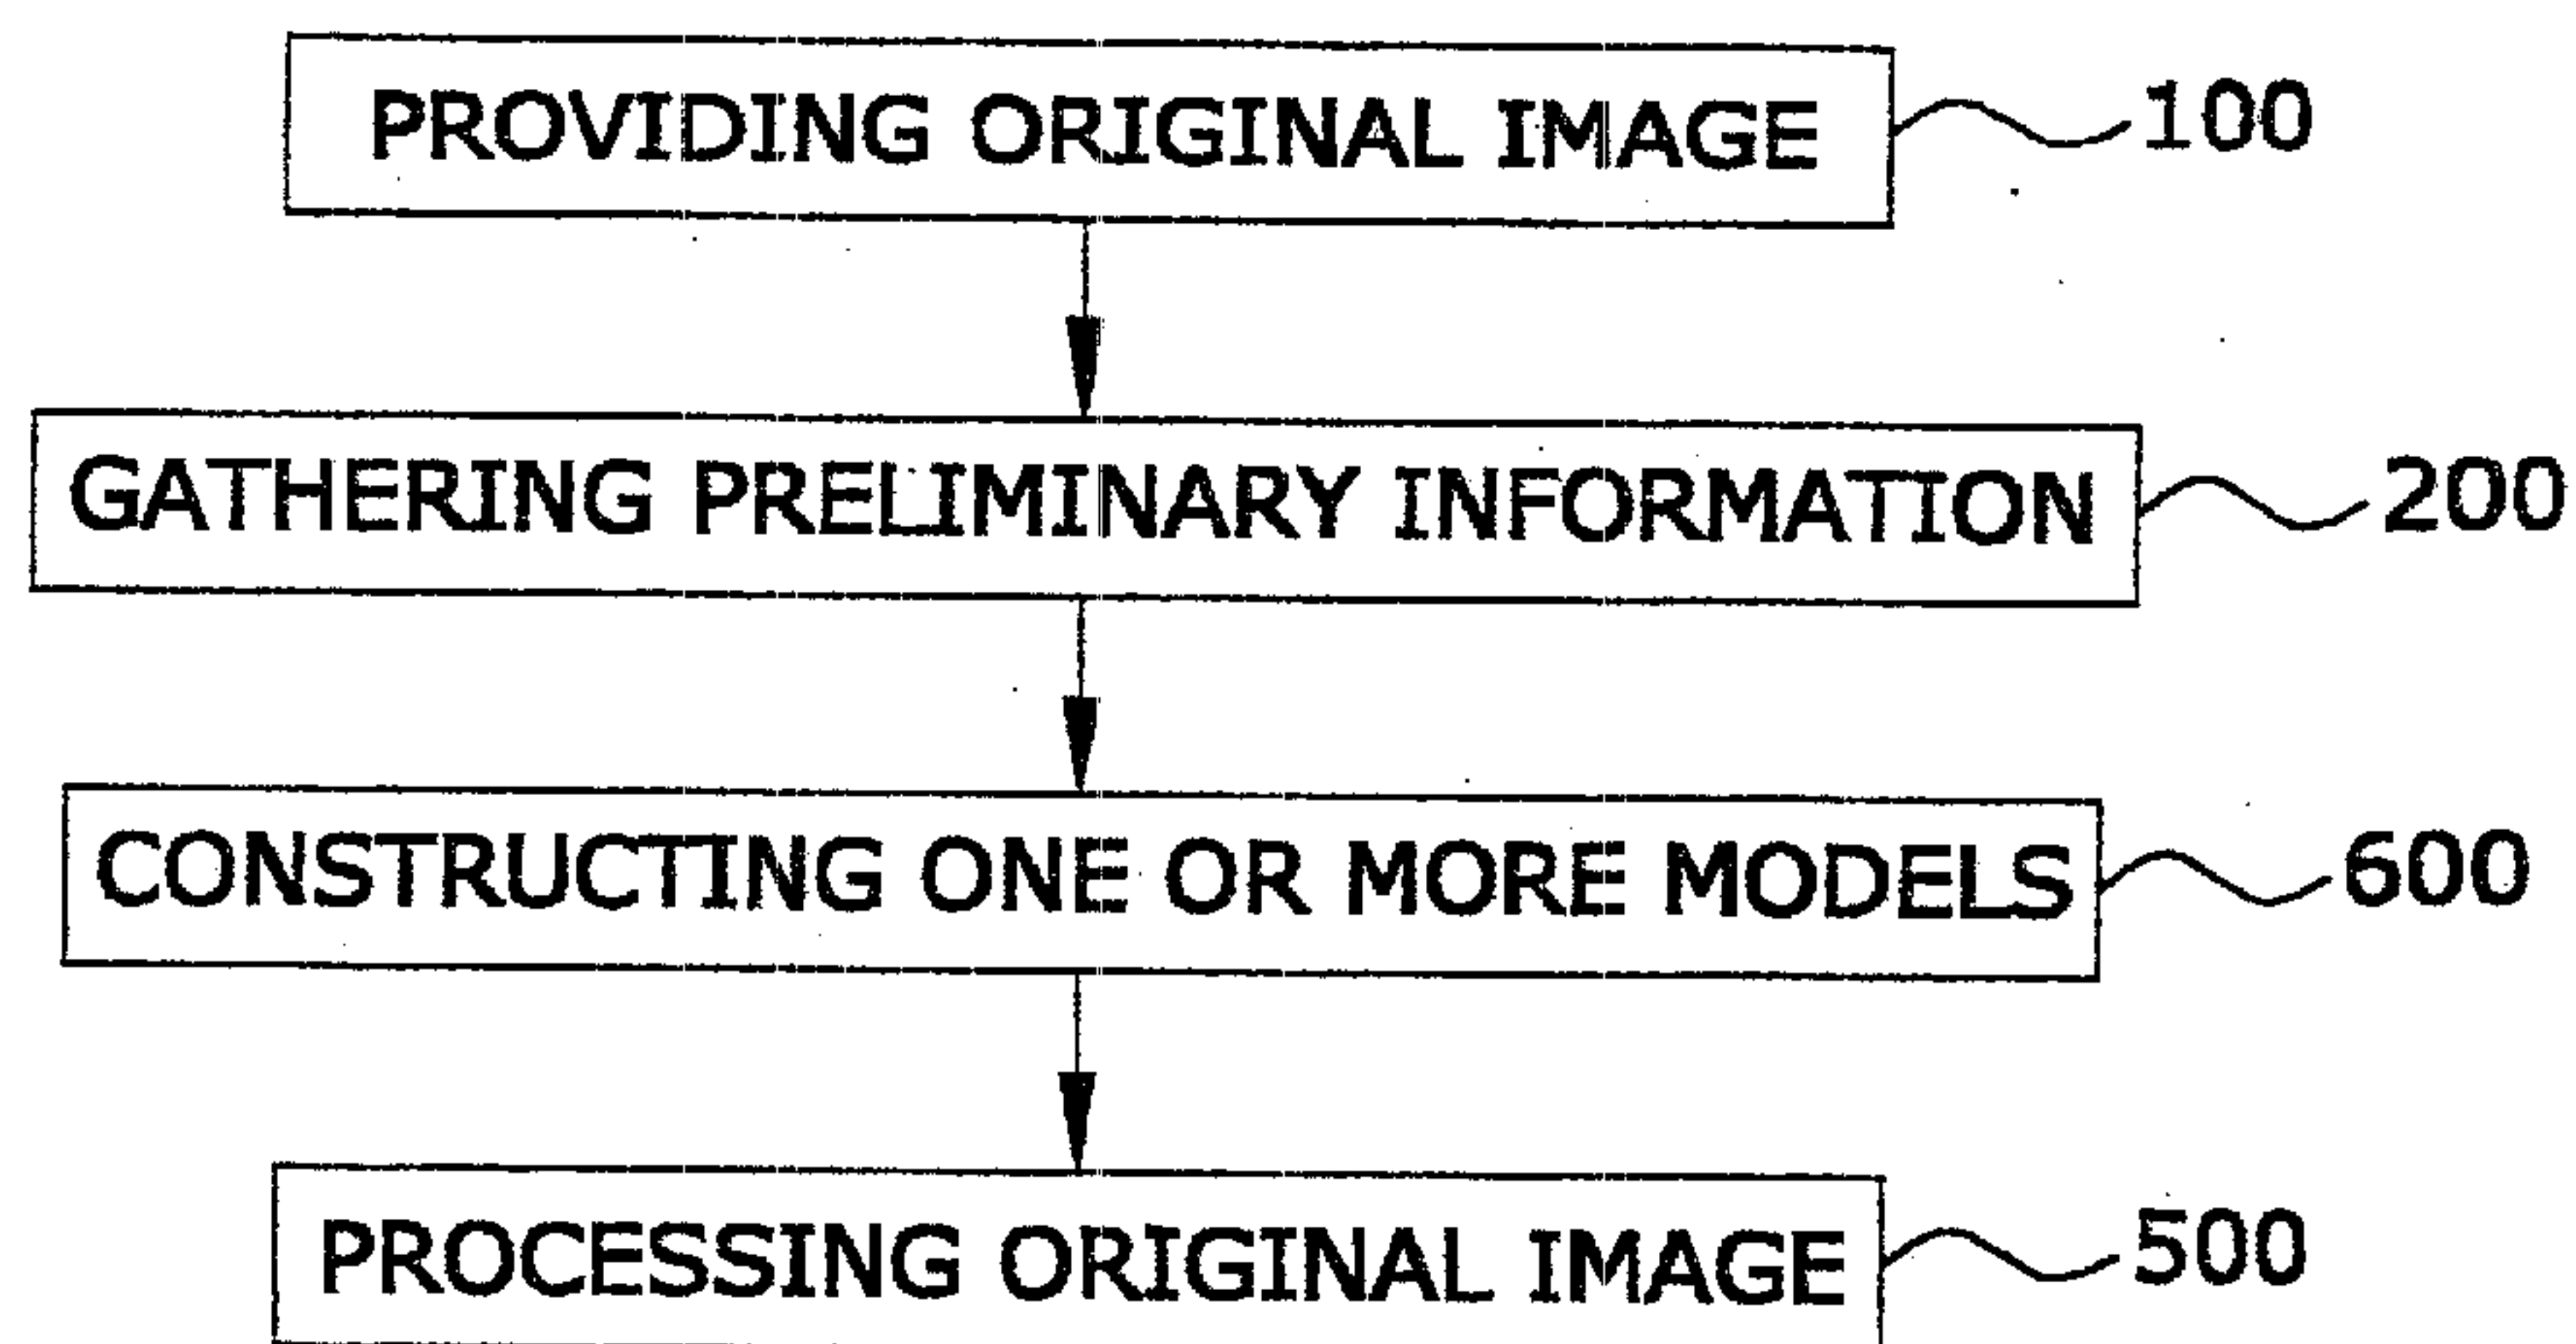 PROVIDING ORIGINAL IMAGE 100
GATHERING PRELIMINARY INFORMATION 200
CONSTRUCTING ONE OR MORE MODELS 600
PROCESSING ORIGINAL IMAGE 500